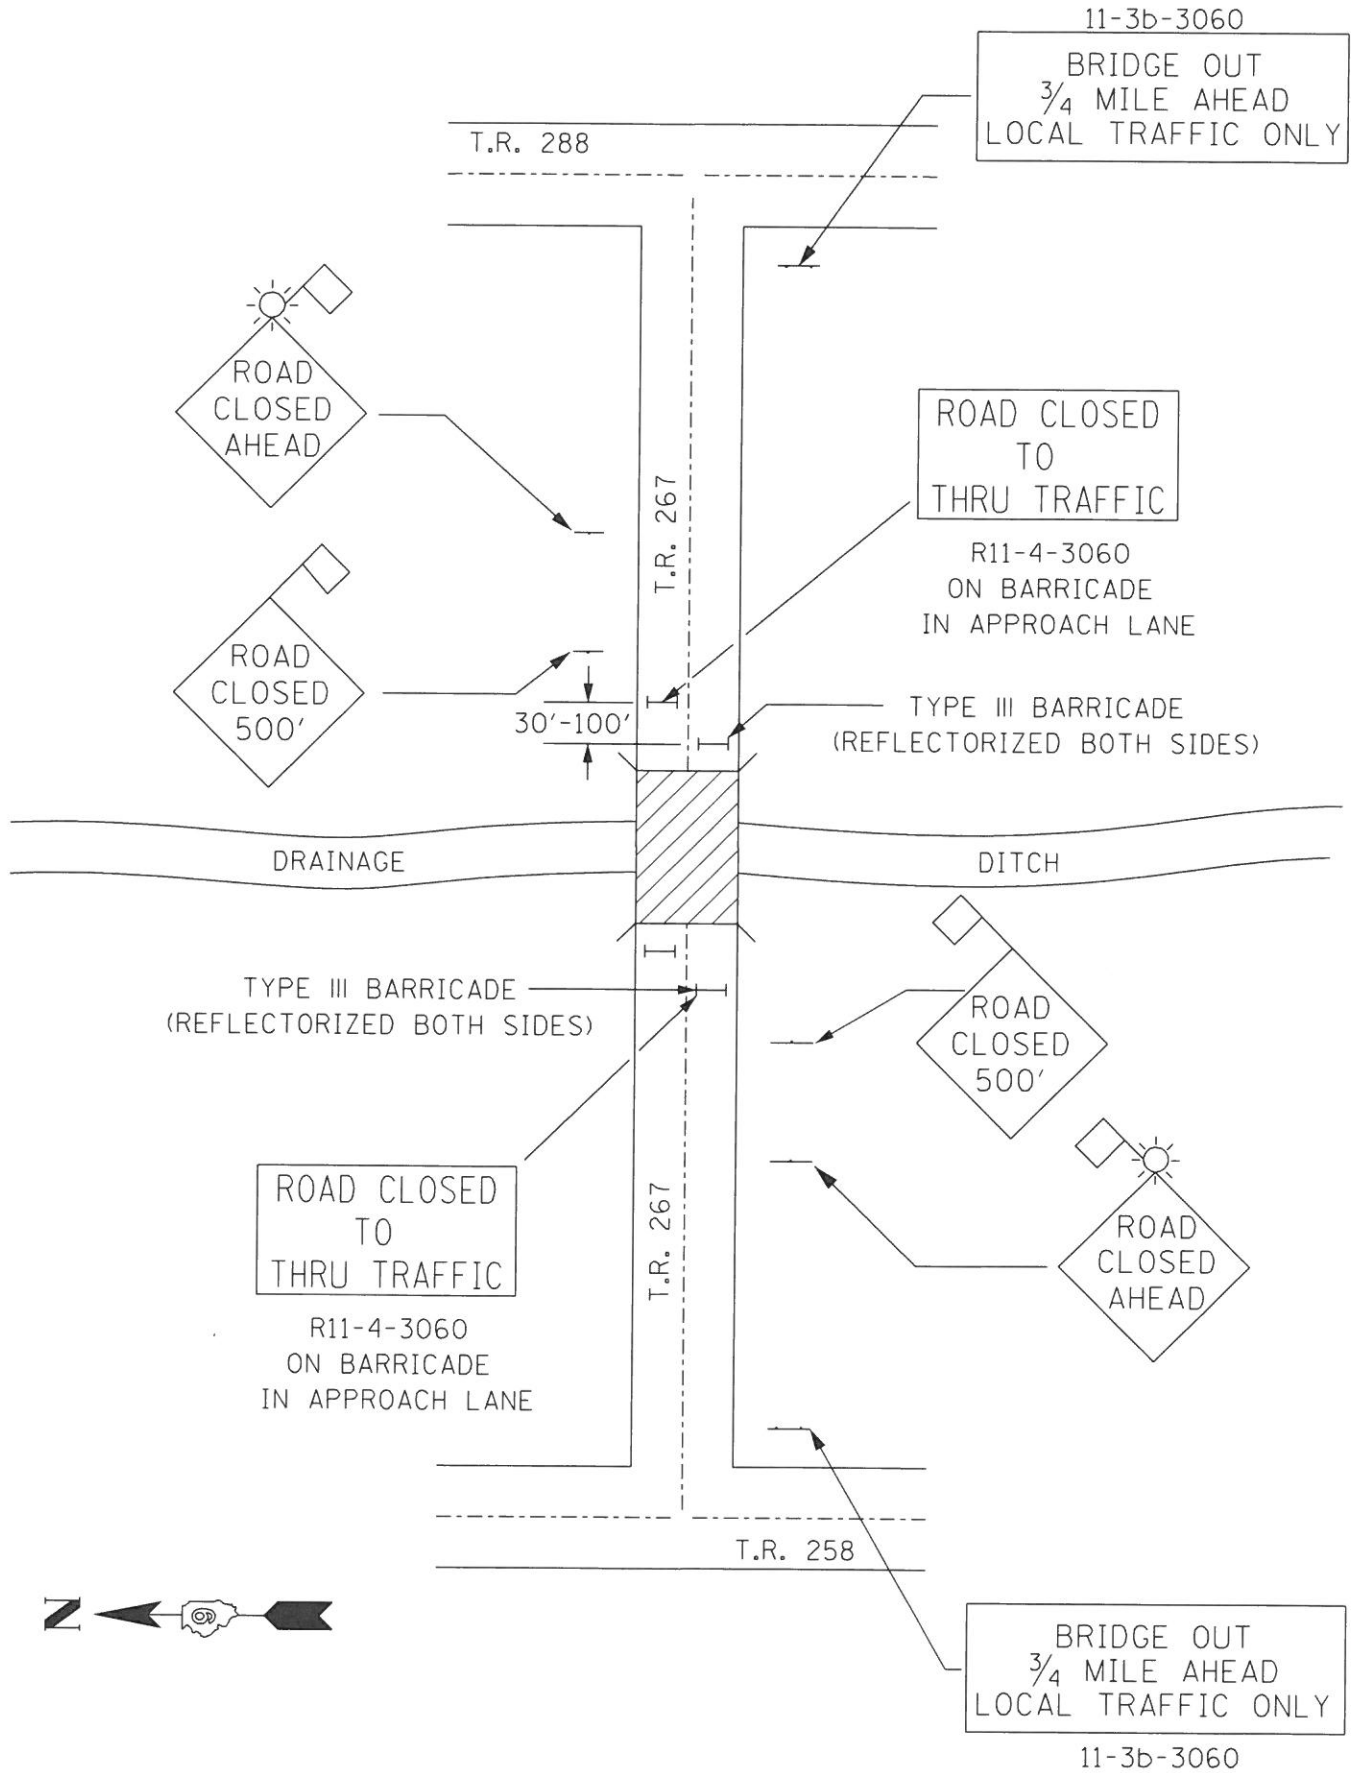 11-3b-3060
BRIDGE OUT
3/4 MILE AHEAD
LOCAL TRAFFIC ONLY
T.R. 288
ROAD
CLOSED
AHEAD
ROAD CLOSED
TO
THRU TRAFFIC
R11-4-3060
ON BARRICADE
IN APPROACH LANE
T.R. 267
ROAD
CLOSED
500'
30'-100'
TYPE III BARRICADE
(REFLECTORIZED BOTH SIDES)
DRAINAGE
DITCH
TYPE III BARRICADE
(REFLECTORIZED BOTH SIDES)
ROAD
CLOSED
500'
ROAD CLOSED
TO
THRU TRAFFIC
R11-4-3060
ON BARRICADE
IN APPROACH LANE
T.R. 267
ROAD
CLOSED
AHEAD
T.R. 258
N
BRIDGE OUT
3/4 MILE AHEAD
LOCAL TRAFFIC ONLY
11-3b-3060